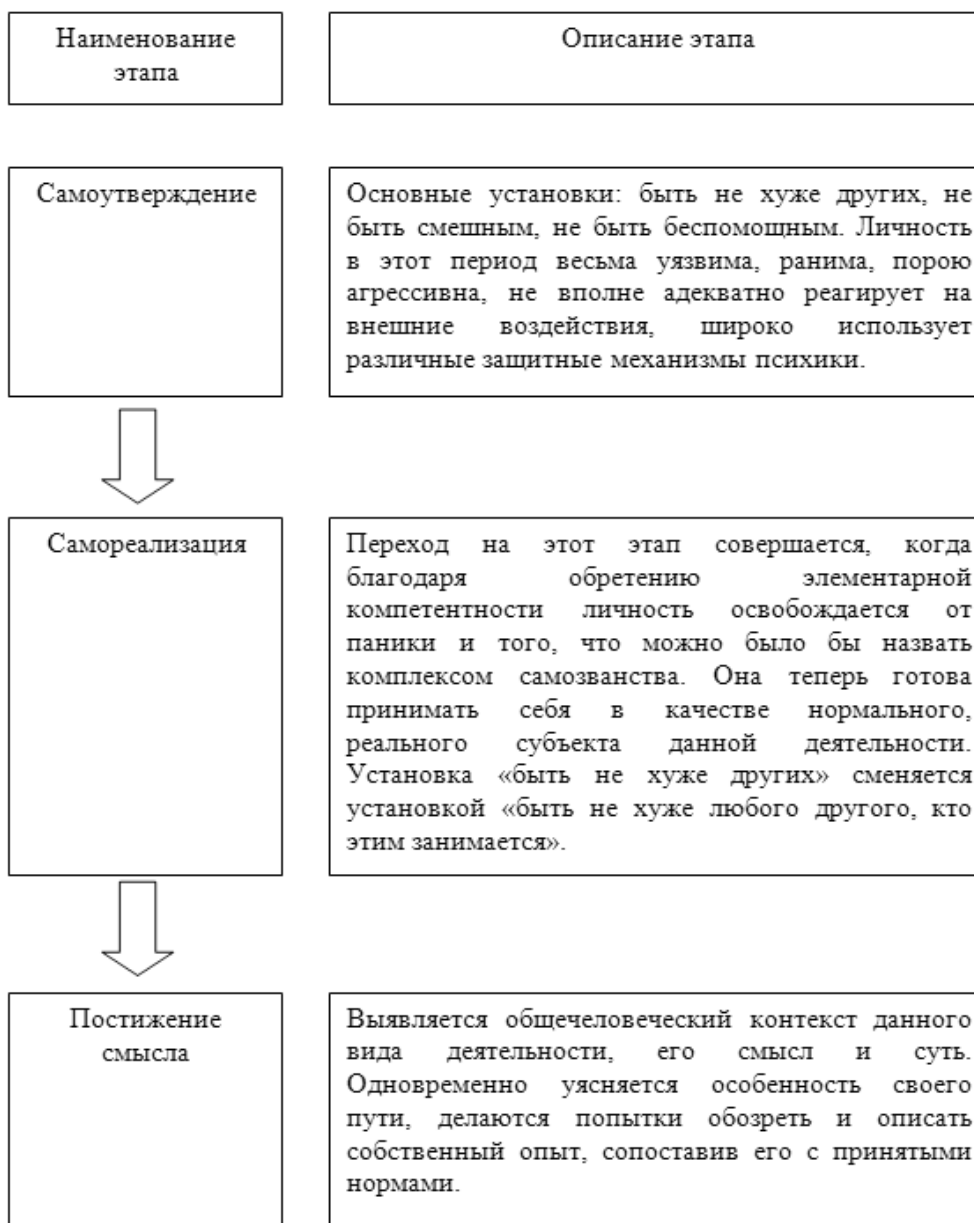 Наименование
этапа
Описание этапа
Самоутверждение
Основные установки: быть не хуже других, не
быть смешным, не быть беспомощным. Личность
в этот период весьма уязвима, ранима, порою
агрессивна, не вполне адекватно реагирует на
внешние воздействия, широко использует
различные защитные механизмы психики.
Самореализация
Переход на этот этап совершается, когда
благодаря обретению элементарной
компетентности личность освобождается от
паники и того, что можно было бы назвать
комплексом самозванства. Она теперь готова
принимать себя в качестве нормального,
реального субъекта данной деятельности.
Установка «быть не хуже других» сменяется
установкой «быть не хуже любого другого, кто
этим занимается».
Постижение
смысла
Выявляется общечеловеческий контекст данного
вида деятельности, его смысл и суть.
Одновременно уясняется особенность своего
пути, делаются попытки обозреть и описать
собственный опыт, сопоставив его с принятыми
нормами.